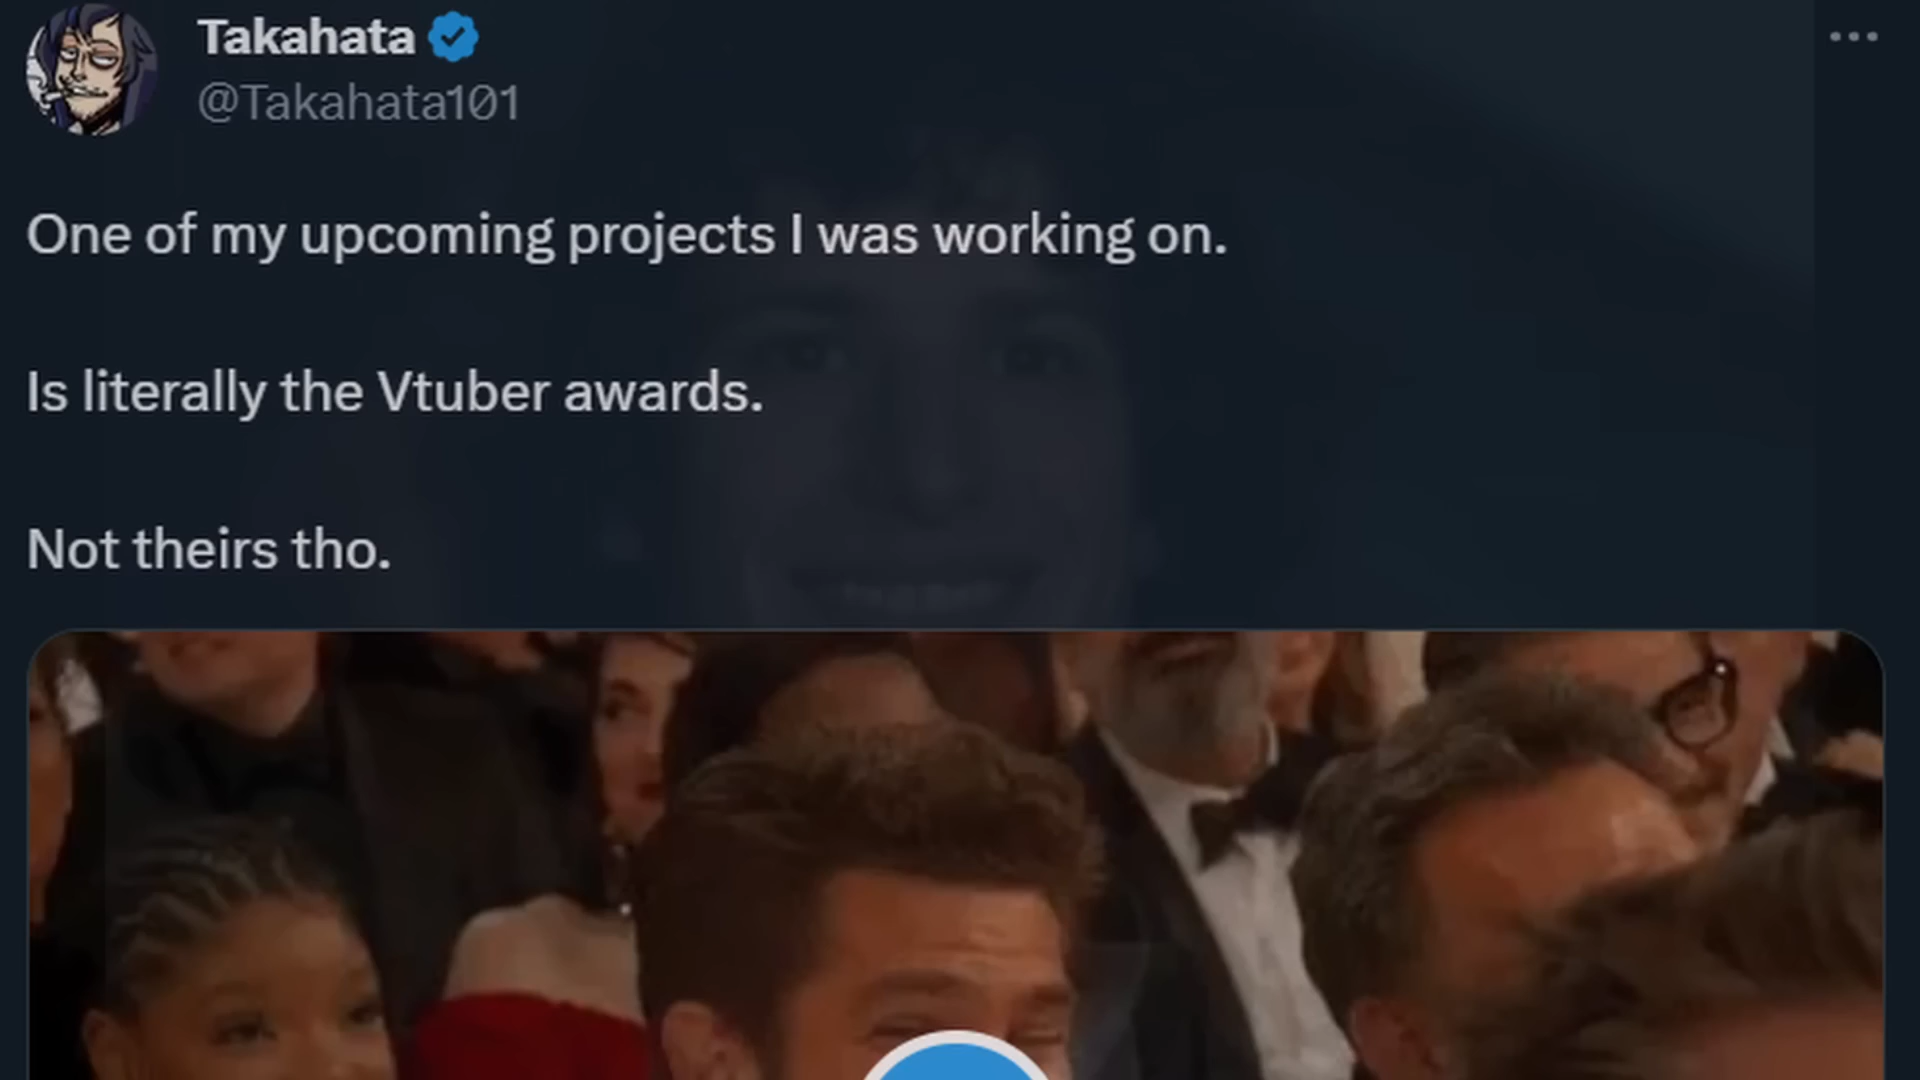 Takahata
@Takahata101
One of my upcoming projects I was working on.
Is literally the Vtuber awards.
Not theirs tho.